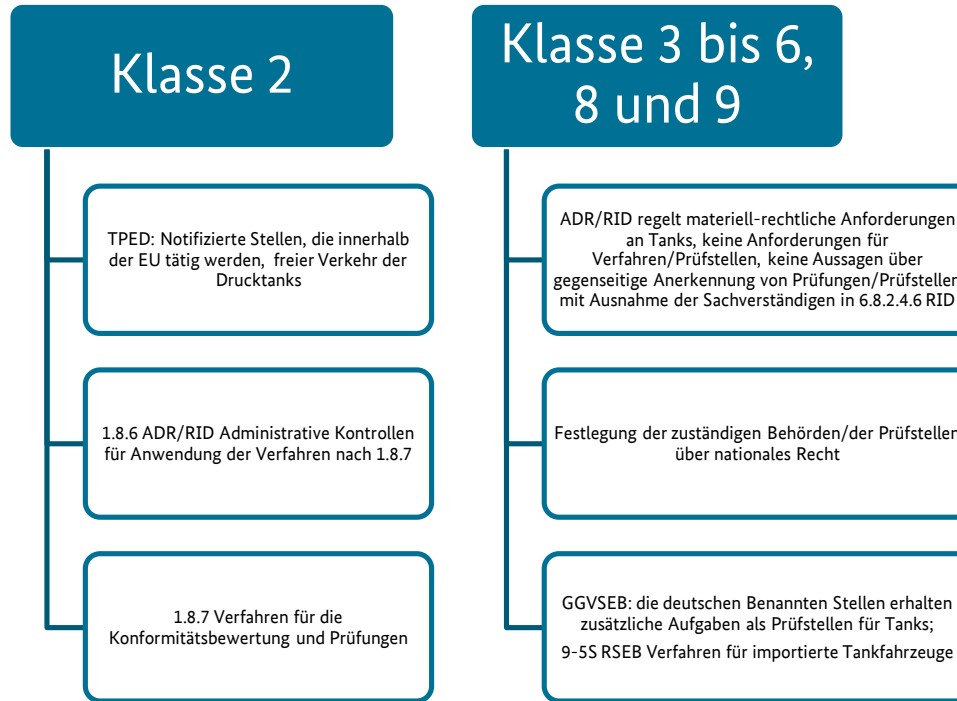 Klasse 2
TPED: Notifizierte Stellen, die innerhalb
der EU tätig werden, freier Verkehr der
Drucktanks
1.8.6 ADR/RID Administrative Kontrollen
für Anwendung der Verfahren nach 1.8.7
1.8.7 Verfahren für die
Konformitätsbewertung und Prüfungen
Klasse 3 bis 6,
8 und 9
ADR/RID regelt materiell-rechtliche Anforderungen
an Tanks, keine Anforderungen für
Verfahren/Prüfstellen, keine Aussagen über
gegenseitige Anerkennung von Prüfungen/Prüfstellen
mit Ausnahme der Sachverständigen in 6.8.2.4.6 RID
Festlegung der zuständigen Behörden/der Prüfstellen
über nationales Recht
GGVSEB: die deutschen Benannten Stellen erhalten
zusätzliche Aufgaben als Prüfstellen für Tanks;
9-5S RSEB Verfahren für importierte Tankfahrzeuge